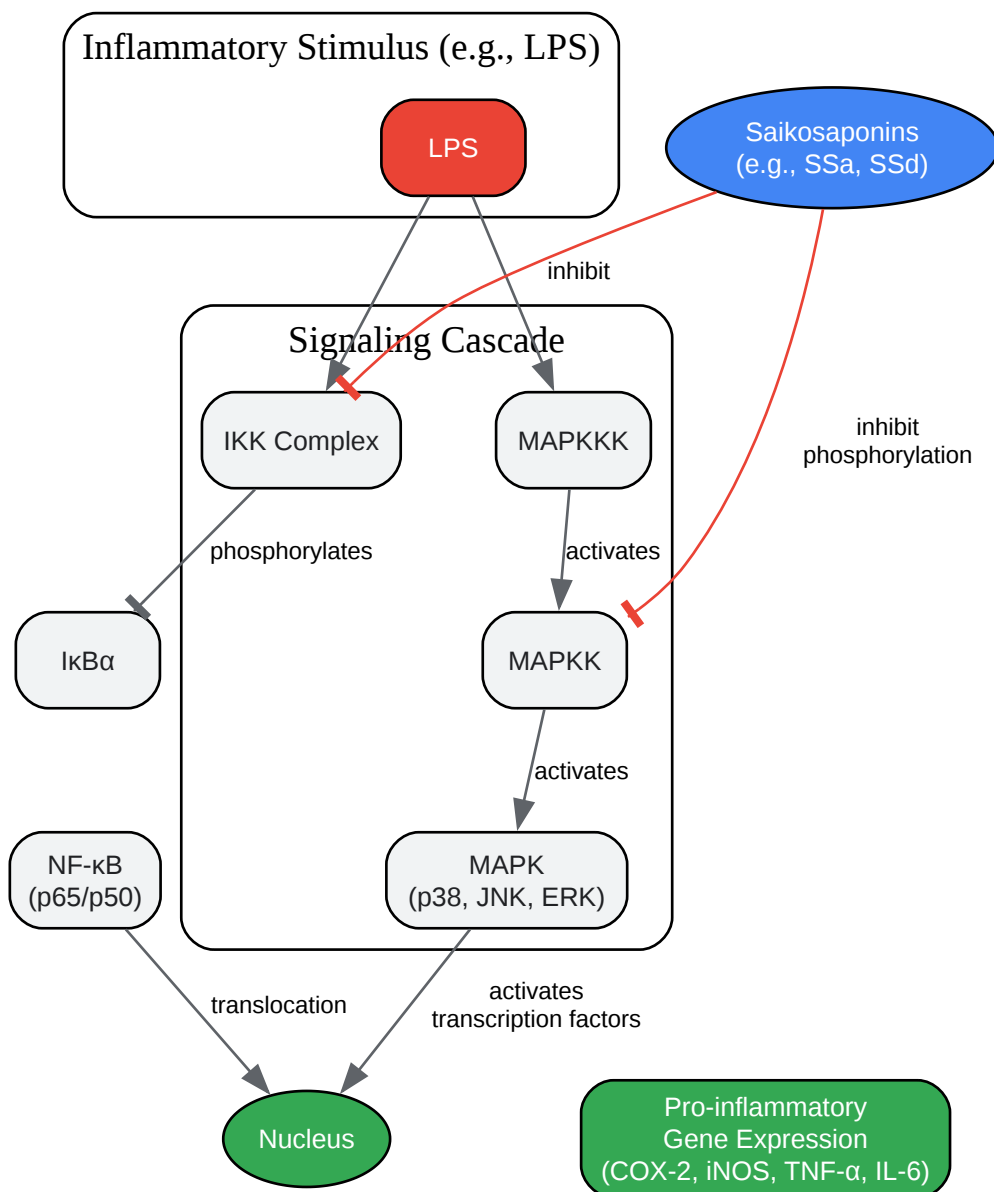 Inflammatory Stimulus (e.g., LPS)
LPS
Saikosaponins
(e.g., SSa, SSd)
inhibit
Signaling Cascade
IKK Complex
MAPKKK
inhibit
phosphorylation
phosphorylates
activates
IκBα
MAPKK
activates
NF-κB
(p65/p50)
MAPK
(p38, JNK, ERK)
translocation
activates
transcription factors
Nucleus
Pro-inflammatory
Gene Expression
(COX-2, iNOS, TNF-α, IL-6)